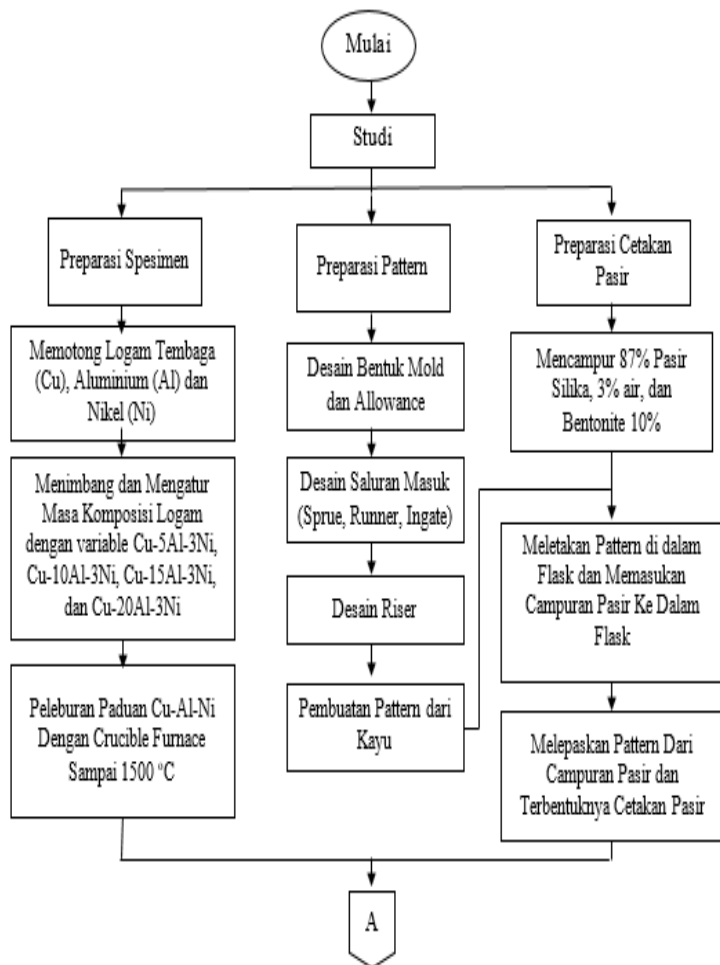 Mulai
Studi
Preparasi Spesimen
Memotong Logam Tembaga
(Cu), Aluminium (Al) dan
Nikel (Ni)
Menimbang dan Mengatur
Masa Komposisi Logam
dengan variable Cu-5Al-3Ni,
Cu-10Al-3Ni, Cu-15Al-3Ni,
dan Cu-20Al-3Ni
Peleburan Paduan Cu-Al-Ni
Dengan Crucible Furnace
Sampai 1500 °C
Preparasi Pattern
Desain Bentuk Mold
dan Allowance
Desain Saluran Masuk
(Sprue, Runner, Ingate)
Desain Riser
Pembuatan Pattern dari
Kayu
Preparasi Cetakan
Pasir
Mencampur 87% Pasir
Silika, 3% air, dan
Bentonite 10%
Meletakan Pattern di dalam
Flask dan Memasukan
Campuran Pasir Ke Dalam
Flask
Melepaskan Pattern Dari
Campuran Pasir dan
Terbentuknya Cetakan Pasir
A